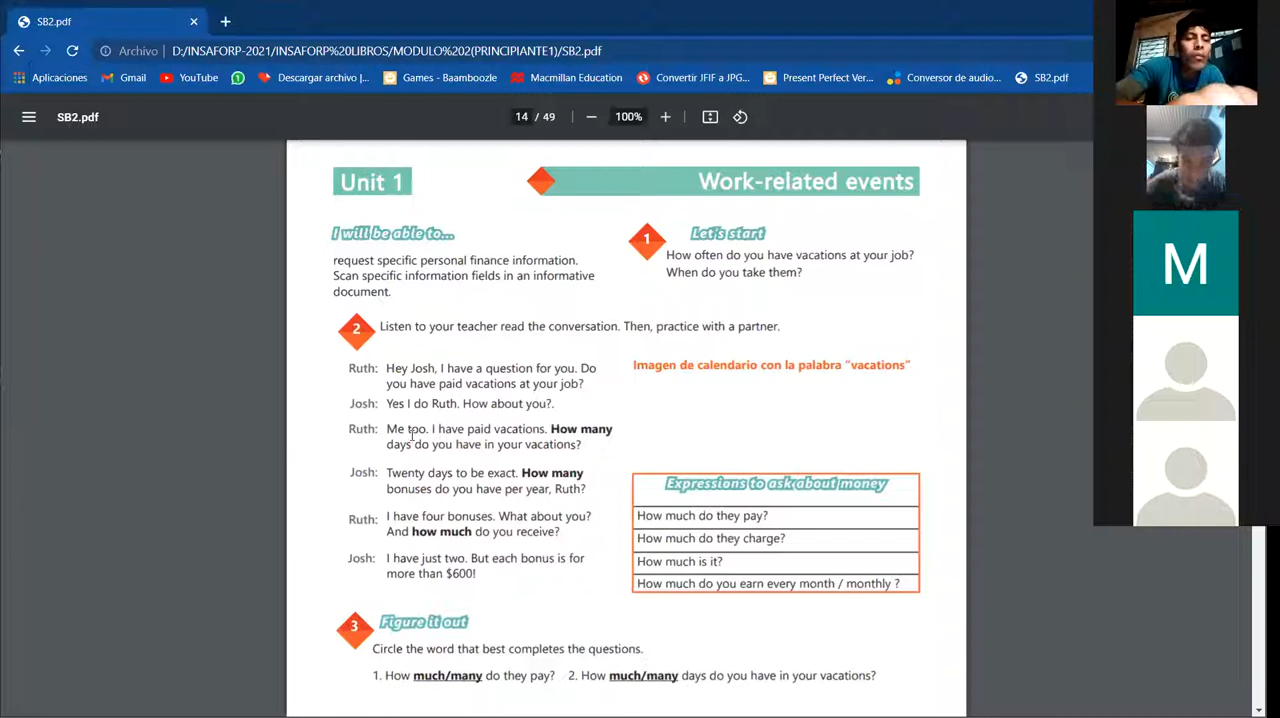 SB2.pdf
Archivo
D:/INSAFORP-2021/INSAFORP%20LIBROS/MODULO%202(PRINCIPIANTE1)/SB2.pdf
Aplicaciones
Gmail
YouTube
Descargar archivo |...
Games - Baamboozle
Macmillan Education
Convertir JFIF a JPG...
Present Perfect Ver...
Conversor de audio...
SB2.pdf
SB2.pdf
14 / 49
100%
Unit 1
Work-related events
I will be able to...
request specific personal finance information.
Scan specific information fields in an informative
document.
1
Let's start
How often do you have vacations at your job?
When do you take them?
2
Listen to your teacher read the conversation. Then, practice with a partner.
Ruth: Hey Josh, I have a question for you. Do
you have paid vacations at your job?
Josh: Yes I do Ruth. How about you?.
Ruth: Me too. I have paid vacations. How many
days do you have in your vacations?
Josh: Twenty days to be exact. How many
bonuses do you have per year, Ruth?
Ruth: I have four bonuses. What about you?
And how much do you receive?
Josh: I have just two. But each bonus is for
more than $600!
Imagen de calendario con la palabra “vacations”
Expressions to ask about money
How much do they pay?
How much do they charge?
How much is it?
How much do you earn every month / monthly ?
3
Figure it out
Circle the word that best completes the questions.
1. How much/many do they pay? 2. How much/many days do you have in your vacations?
M